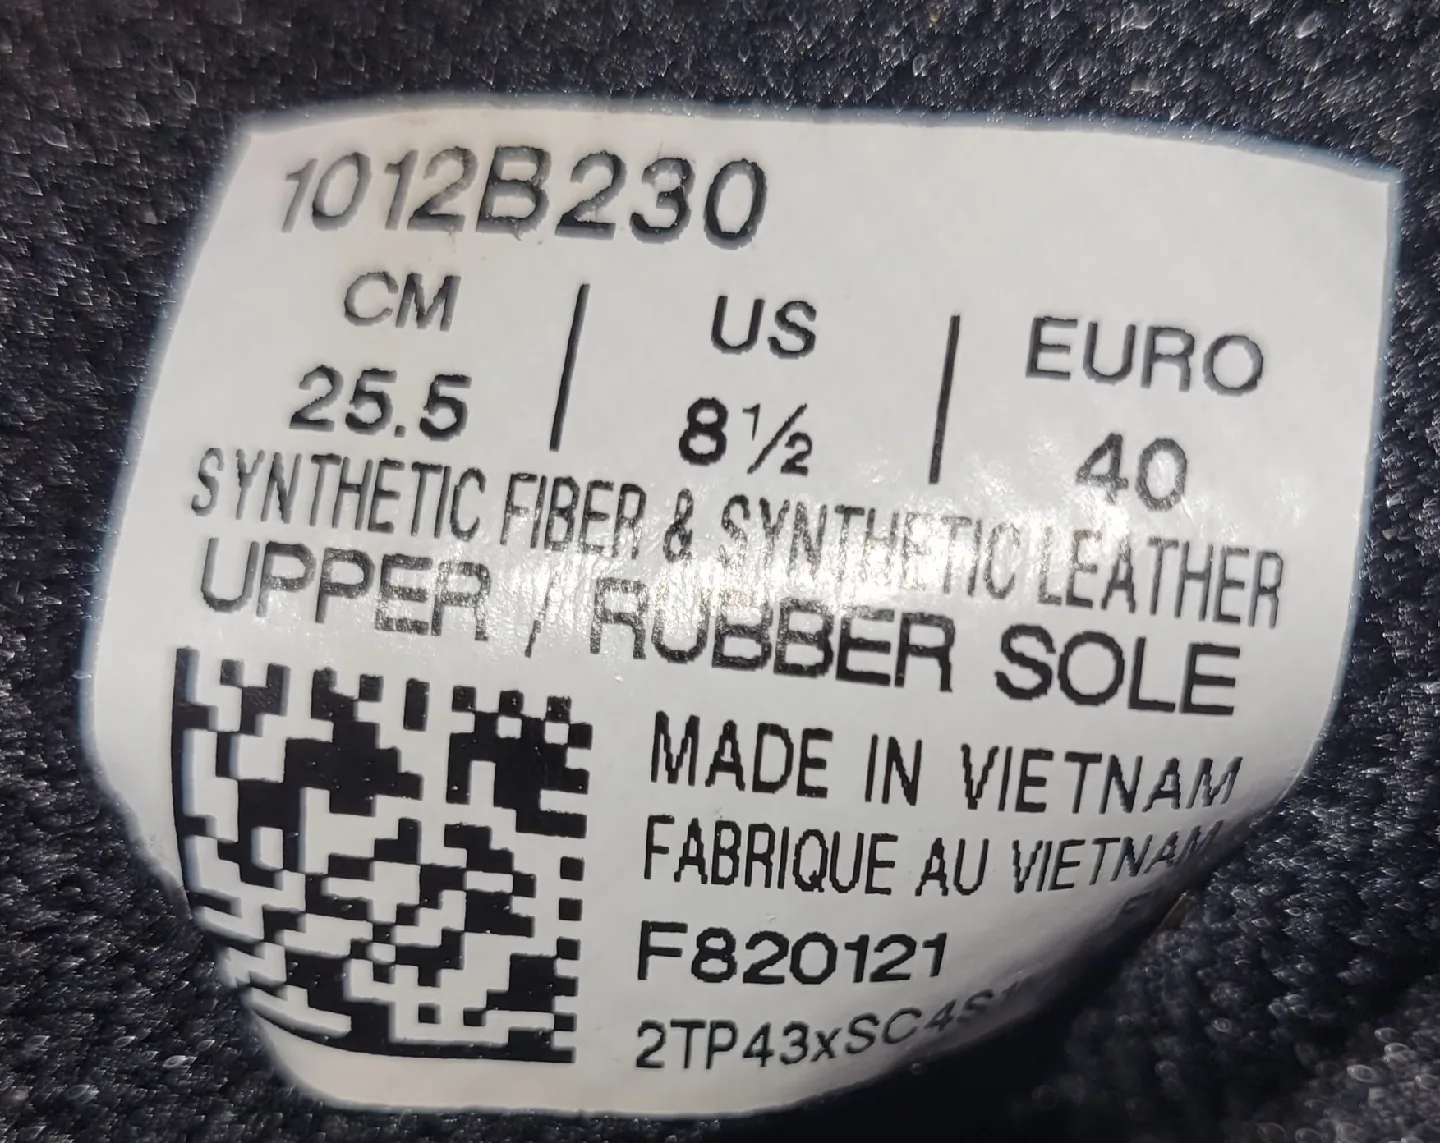 1012B230
CM | US | EURO
25.5 | 8½ | 40
SYNTHETIC FIBER & SYNTHETIC LEATHER
UPPER / RUBBER SOLE
MADE IN VIETNAM
FABRIQUE AU VIETNAM
F820121